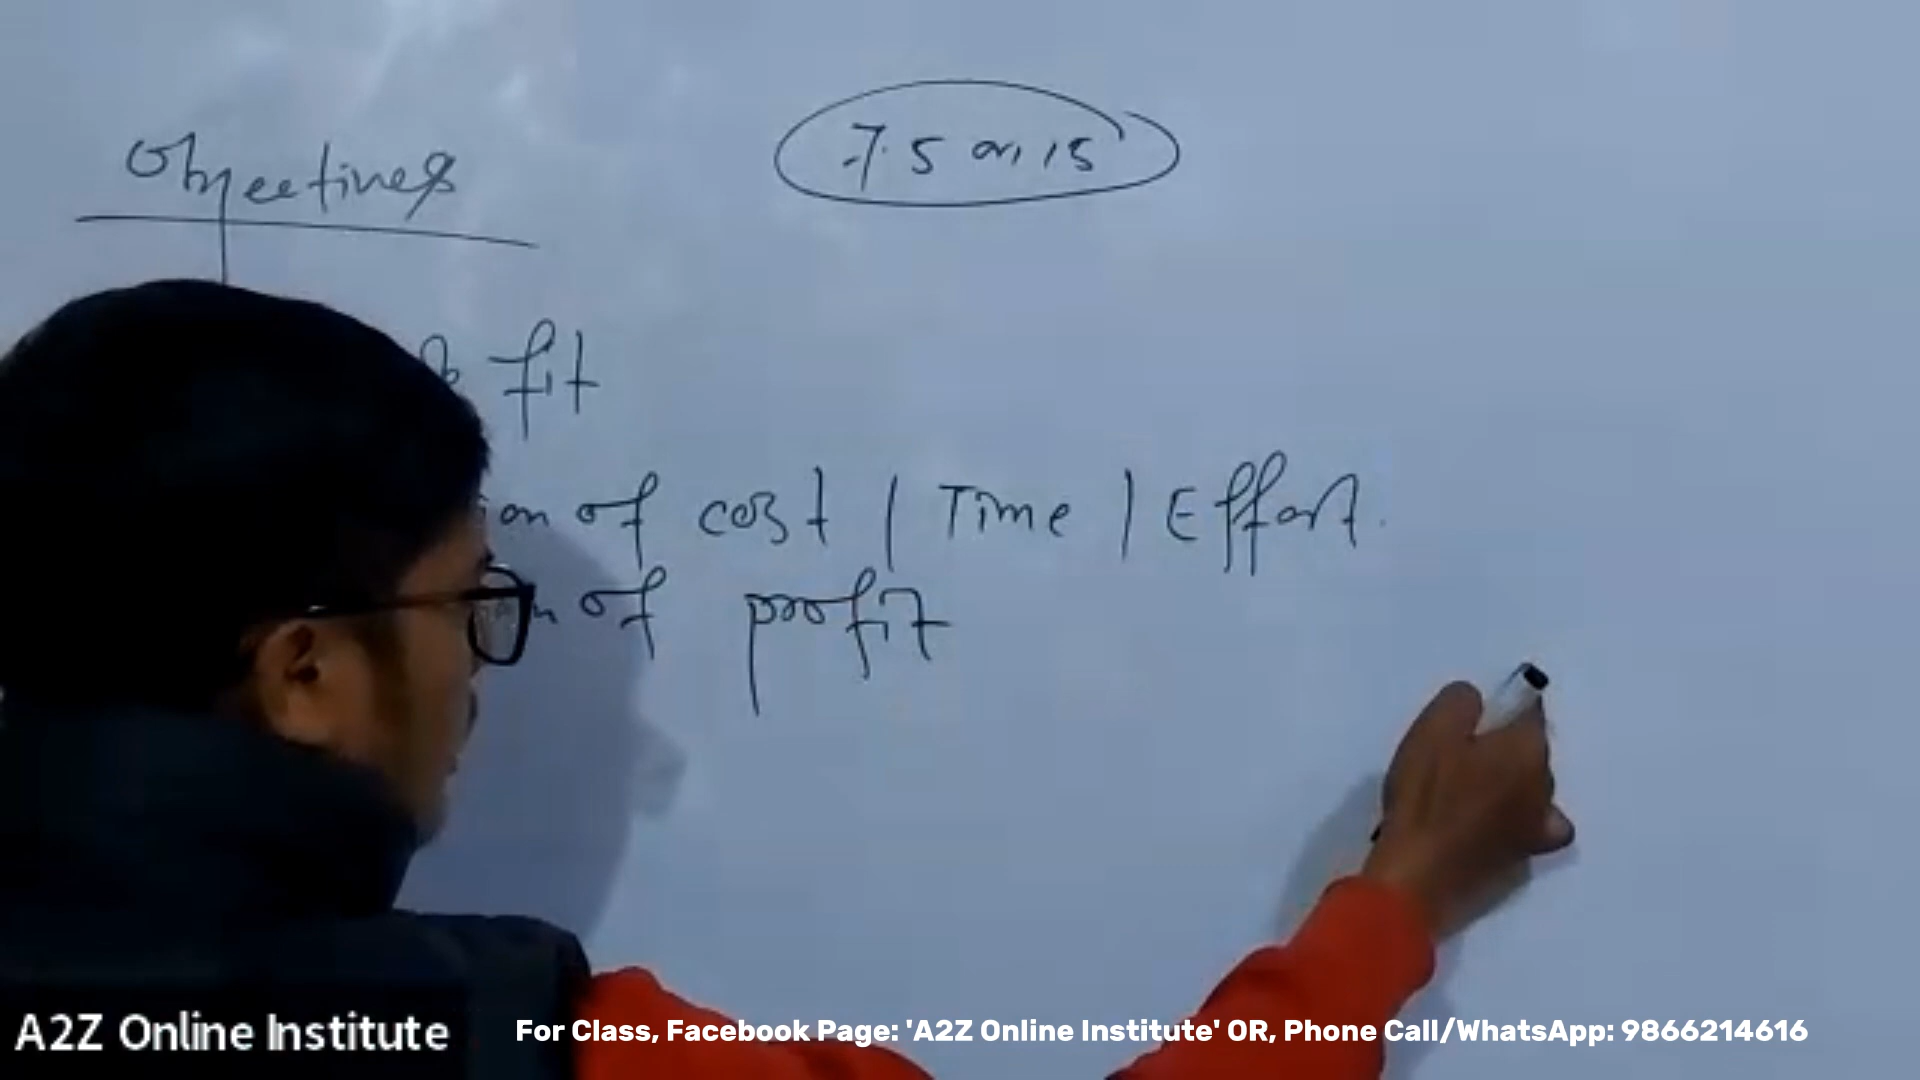 Objectives
7.5 or, 15
fit
of cost / Time / Effort.
of profit
A2Z Online Institute
For Class, Facebook Page: 'A2Z Online Institute' OR, Phone Call/WhatsApp: 9866214616